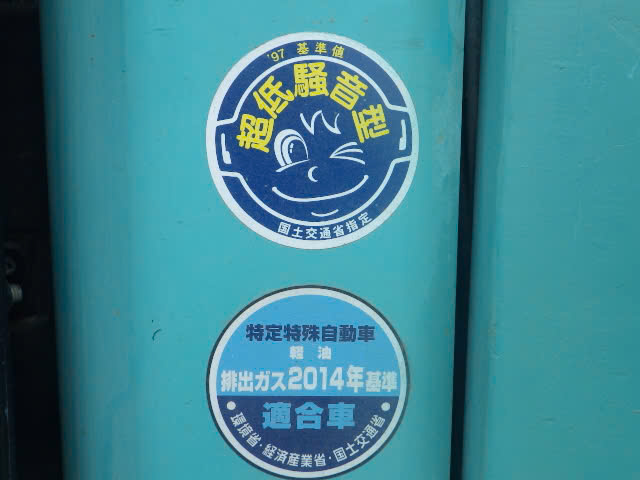 '97 基準値
超低騒音型
国土交通省指定
特定特殊自動車
軽油
排出ガス2014年基準
適合車
環境省・経済産業省・国土交通省